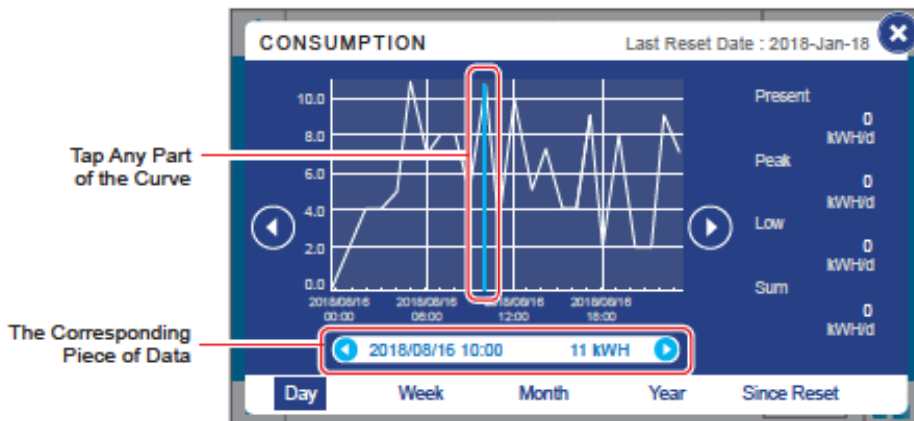 CONSUMPTION
Last Reset Date : 2018-Jan-18
Tap Any Part
of the Curve
10.0
8.0
6.0
4.0
2.0
0.0
2018/08/16 2018/08/16 2018/08/16 2018/08/16
00:00 06:00 12:00 18:00
Present
0
kWH/d
Peak
0
kWH/d
Low
0
kWH/d
Sum
0
kWH/d
The Corresponding
Piece of Data
2018/08/16 10:00 11 kWH
Day Week Month Year Since Reset